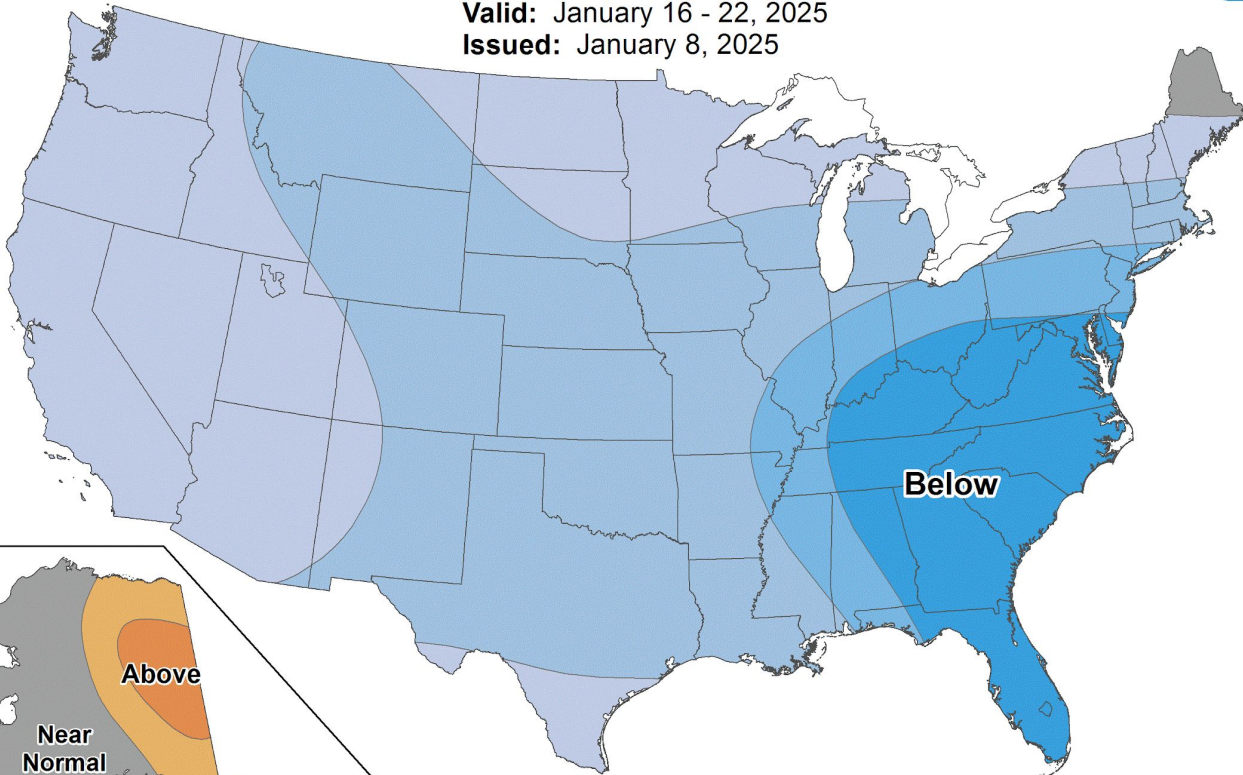 Valid: January 16 - 22, 2025
Issued: January 8, 2025
Below
Above
Near
Normal